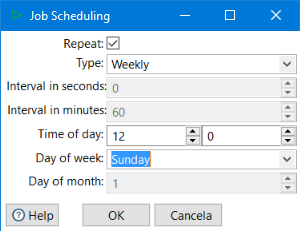 Job Scheduling
Repeat:
Type: Weekly
Interval in seconds: 0
Interval in minutes: 60
Time of day: 12 0
Day of week: Sunday
Day of month: 1
Help OK Cancela